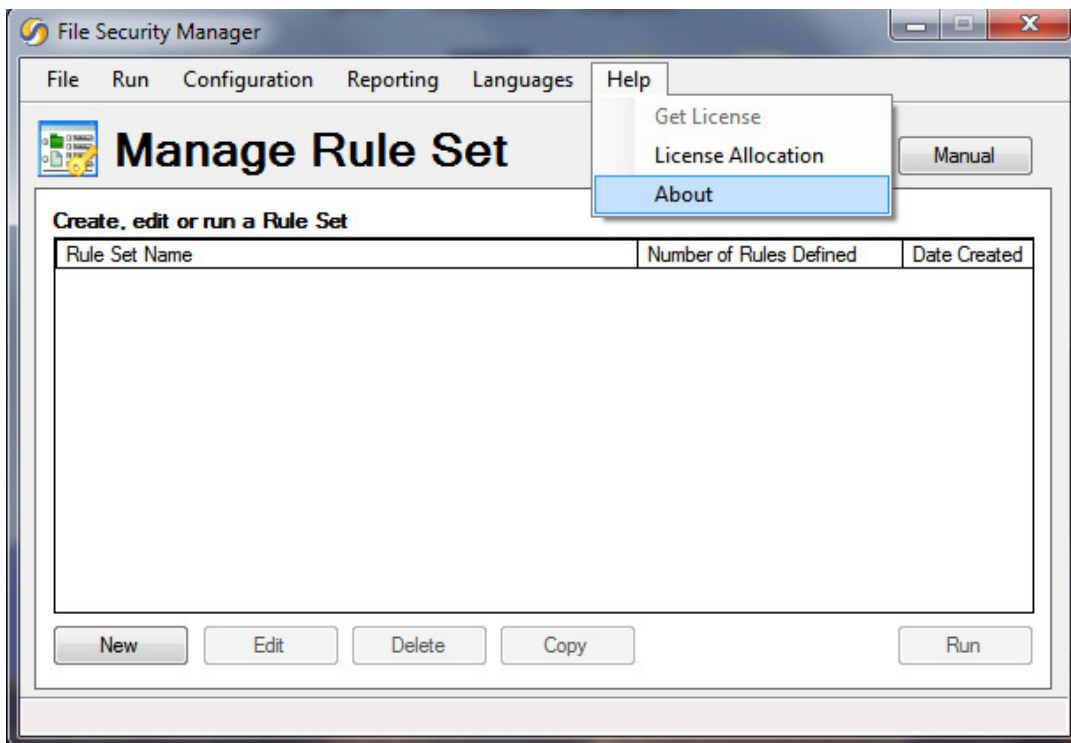 File Security Manager
File Run Configuration Reporting Languages Help
Get License
License Allocation
About
Manage Rule Set
Manual
Create, edit or run a Rule Set
Rule Set Name Number of Rules Defined Date Created
New Edit Delete Copy Run